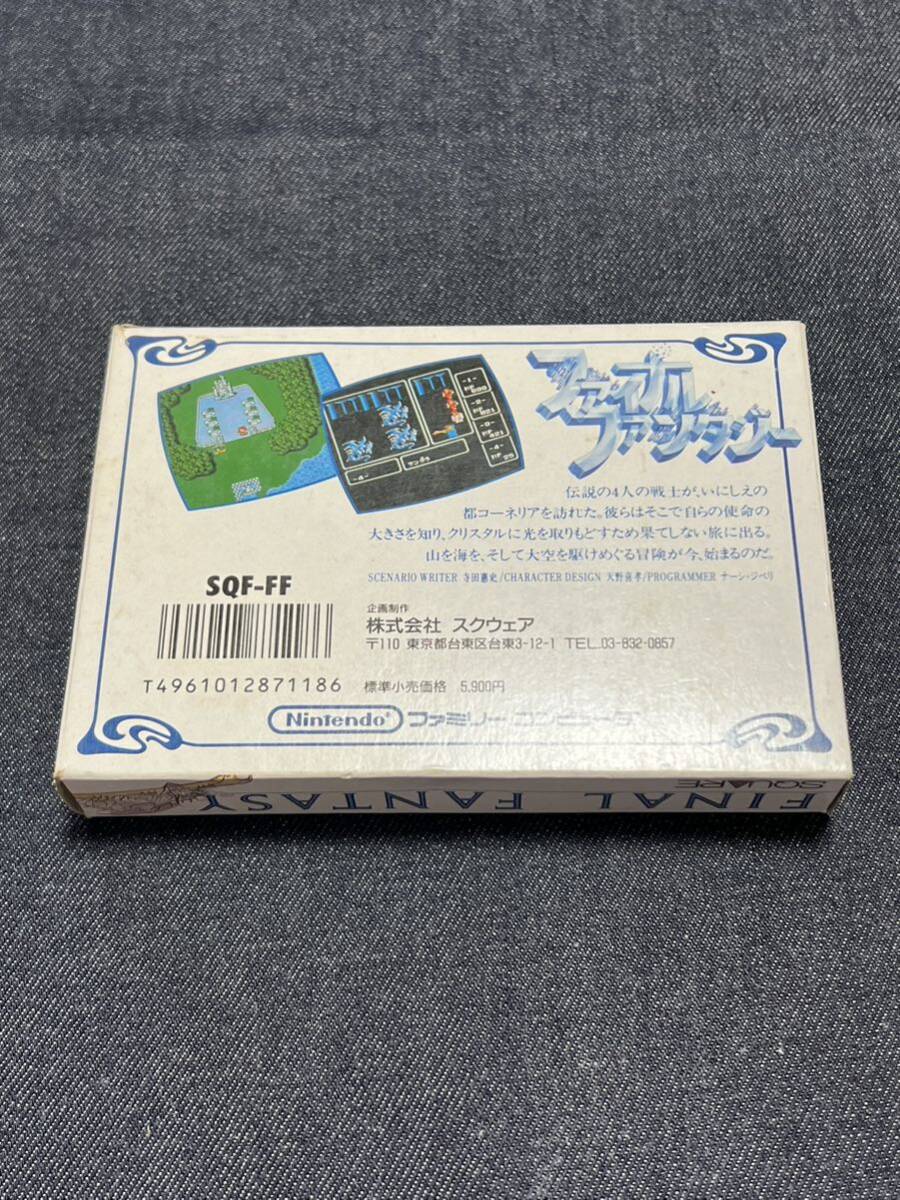 ファイナル
ファンタジー
伝説の4人の戦士が、いにしえの
都コーネリアを訪れた。彼らはそこで自らの使命の
大きさを知り、クリスタルに光を取りもどすため果てしない旅に出る。
山を海を、そして大空を駆けめぐる冒険が今、始まるのだ。
SCENARIO WRITER 寺田憲史/CHARACTER DESIGN 天野喜孝/PROGRAMMER ナーシ・ジベリ
SQF-FF
企画制作
株式会社 スクウェア
〒110 東京都台東区台東3-12-1 TEL.03-832-0857
T4961012871186
標準小売価格 5,900円
Nintendo® ファミリーコンピュータ
SQUARE
FINAL FANTASY